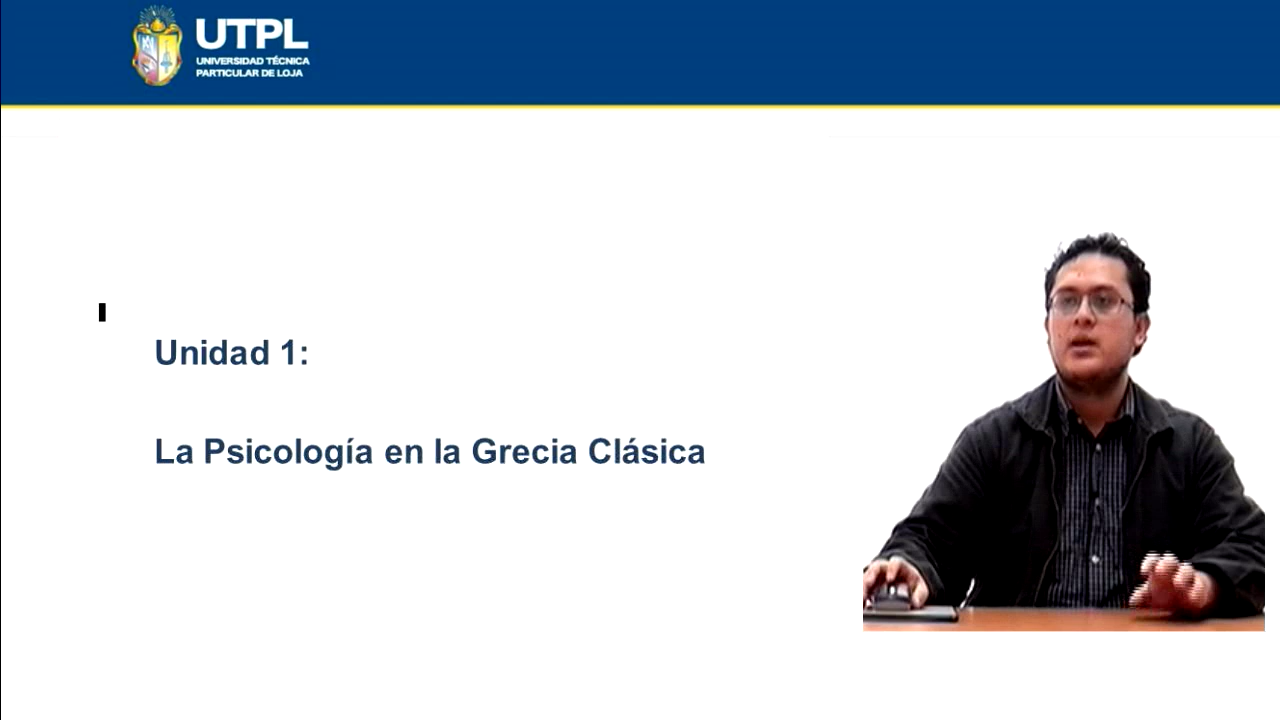 UTPL
UNIVERSIDAD TÉCNICA
PARTICULAR DE LOJA
Unidad 1:
La Psicología en la Grecia Clásica